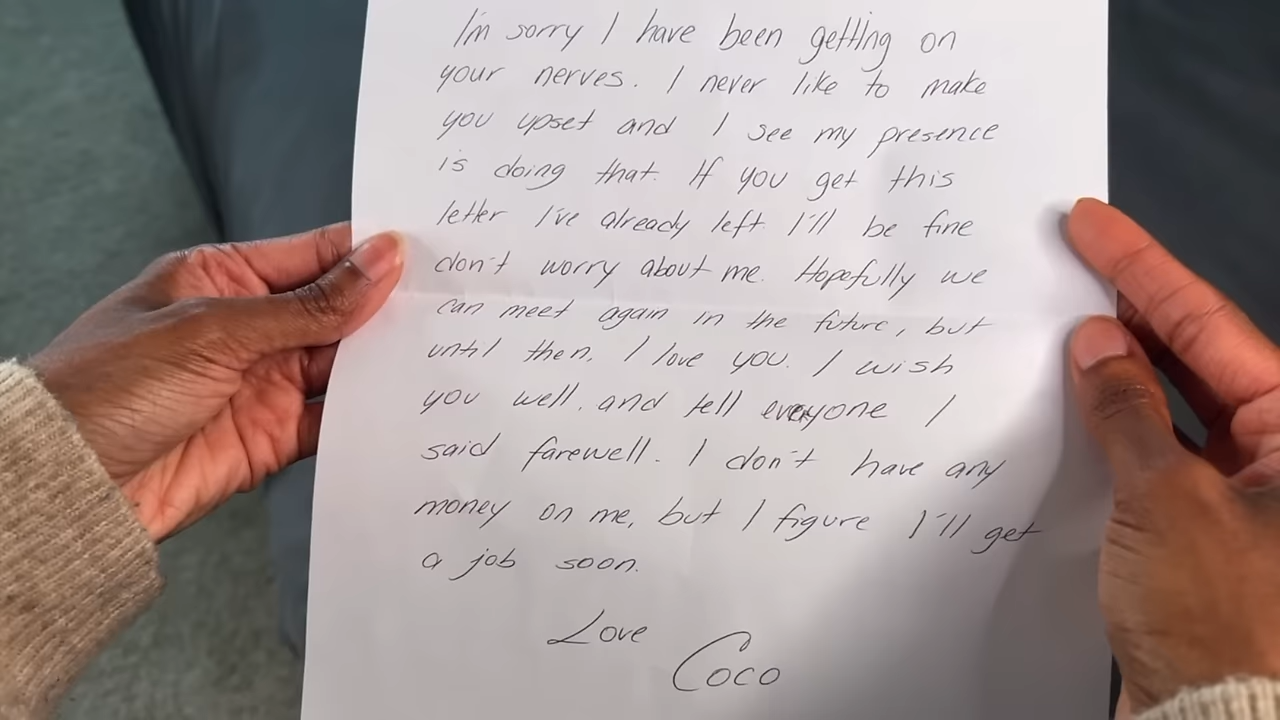 I'm sorry I have been getting on
your nerves. I never like to make
you upset and I see my presence
is doing that. If you get this
letter I've already left. I'll be fine
don't worry about me. Hopefully we
can meet again in the future, but
until then, I love you. I wish
you well, and tell everyone I
said farewell. I don't have any
money on me, but I figure I'll get
a job soon.
Love
Coco